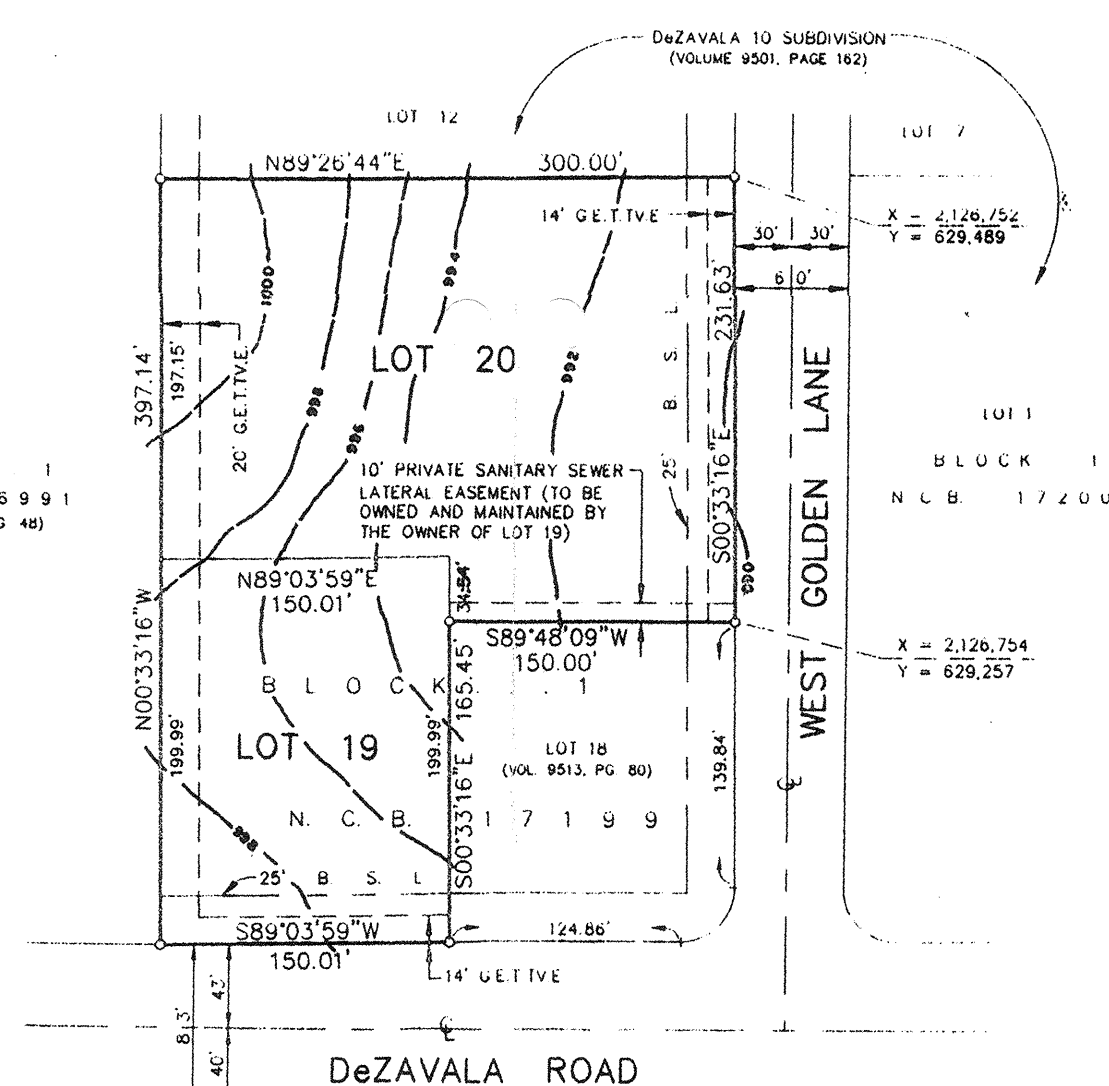 DeZAVALA 10 SUBDIVISION
(VOLUME 9501, PAGE 162)
LOT 12
LOT 7
N89°26'44"E
300.00'
14' G.E.T.TV.E
X = 2,126,752
Y = 629,489
30'
30'
60'
1000
994
231.63'
397.14'
197.15'
20' G.E.T.TV.E.
LOT 20
992
998
996
B. S. L
25'
S00°33'16"E
WEST GOLDEN LANE
LOT 1
BLOCK 1
N.C.B. 17200
1
6991
G 48)
10' PRIVATE SANITARY SEWER
LATERAL EASEMENT (TO BE
OWNED AND MAINTAINED BY
THE OWNER OF LOT 19)
990
N89°03'59"E
150.01'
34.54'
S89°48'09"W
150.00'
X = 2,126,754
Y = 629,257
N00°33'16"W
BLOCK 1
165.45'
LOT 19
199.99'
199.99'
LOT 18
(VOL. 9513, PG. 80)
139.84'
℄
S00°33'16"E
N.C.B. 17199
998
25' B. S. L
S89°03'59"W
150.01'
124.86'
14' G.E.T.TV.E
43'
83'
40'
℄
DeZAVALA ROAD